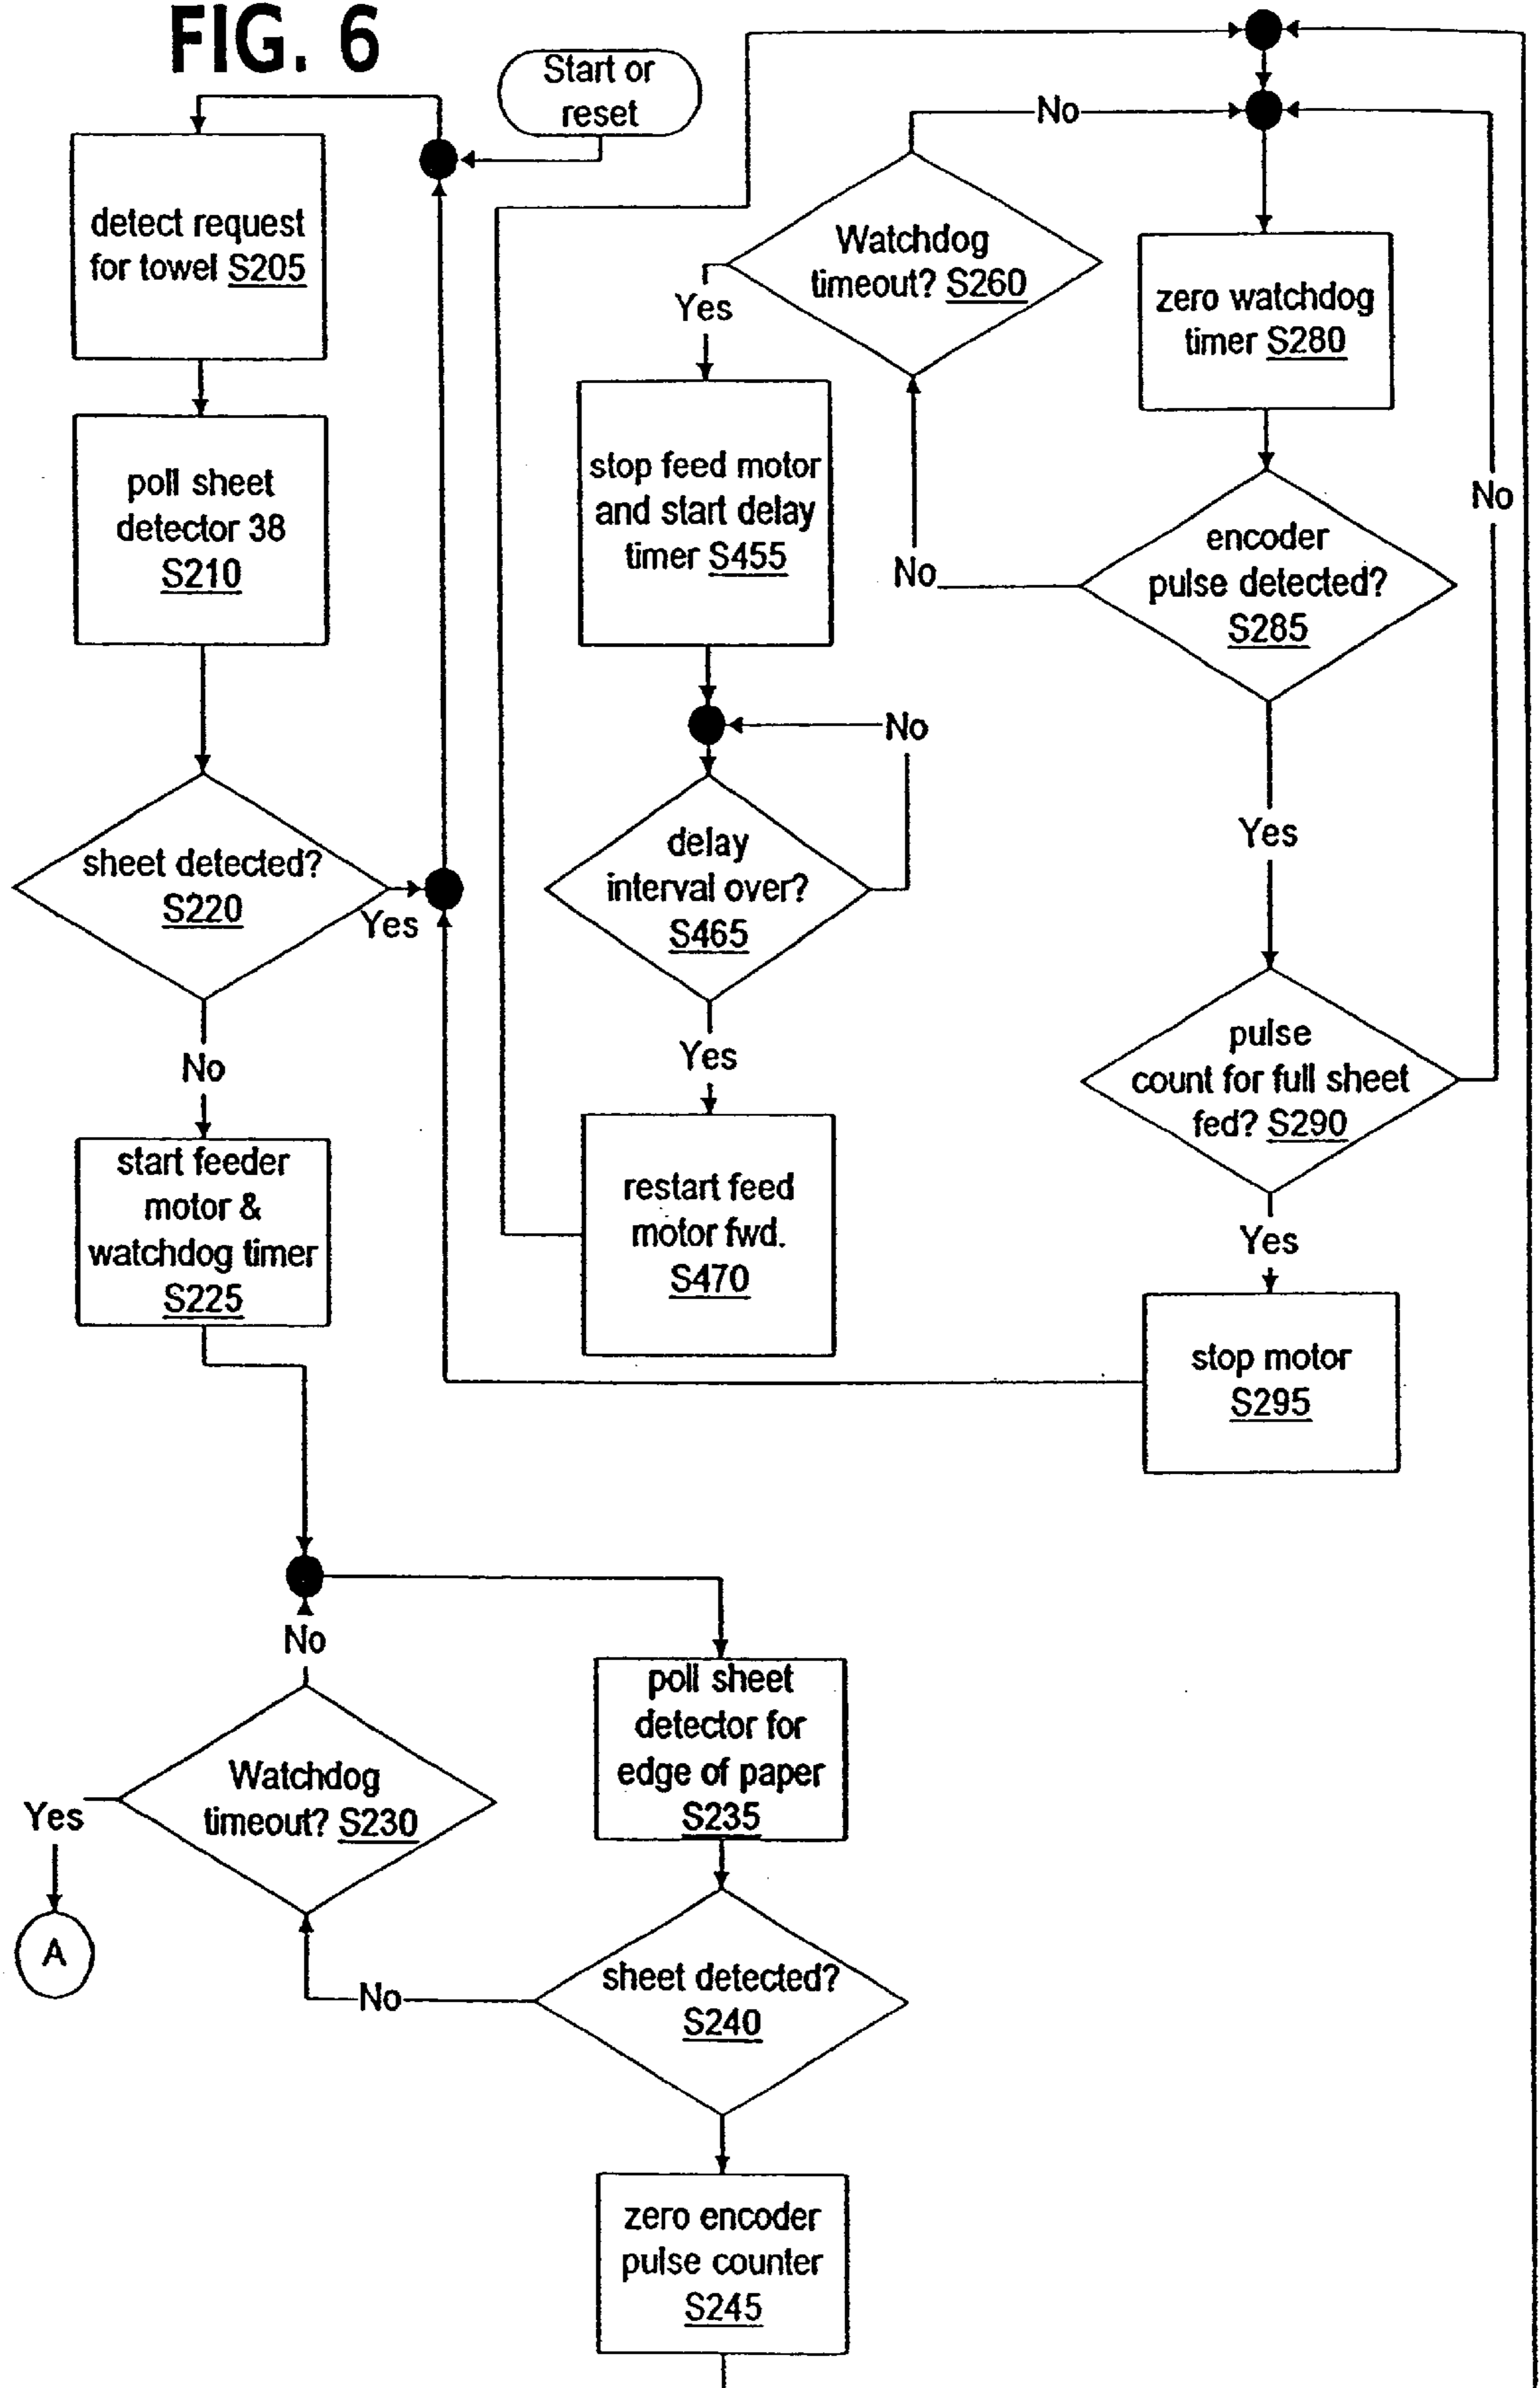 FIG. 6
Start or
reset
detect request
for towel S205
poll sheet
detector 38
S210
sheet detected?
S220
Yes
No
start feeder
motor &
watchdog timer
S225
No
Watchdog
timeout? S230
Yes
A
poll sheet
detector for
edge of paper
S235
sheet detected?
S240
No
zero encoder
pulse counter
S245
No
Watchdog
timeout? S260
Yes
stop feed motor
and start delay
timer S455
No
delay
interval over?
S465
Yes
restart feed
motor fwd.
S470
zero watchdog
timer S280
encoder
pulse detected?
S285
No
Yes
No
pulse
count for full sheet
fed? S290
Yes
stop motor
S295